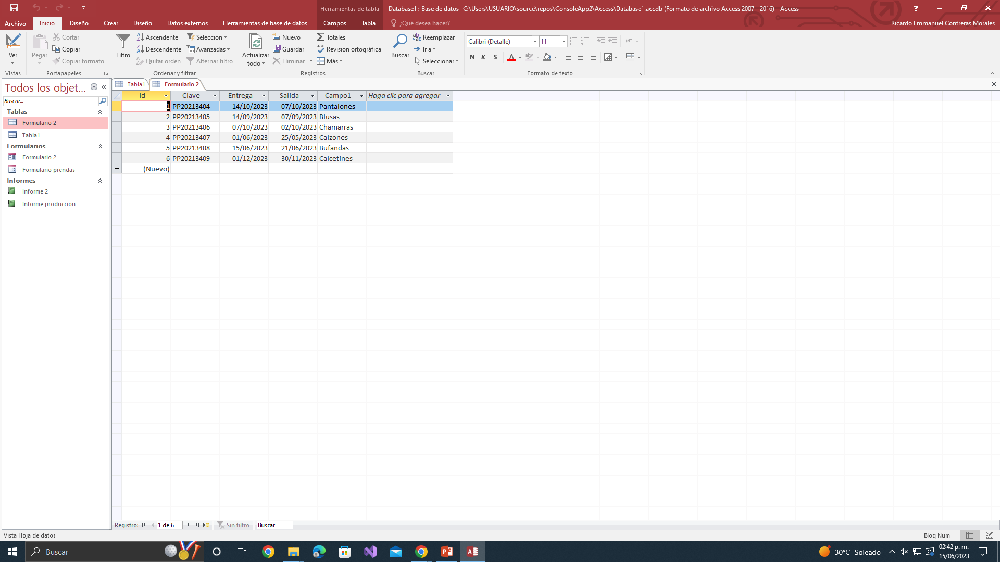 Herramientas de tabla
Database1 : Base de datos- C:\Users\USUARIO\source\repos\ConsoleApp2\Access\Database1.accdb (Formato de archivo Access 2007 - 2016) - Access
?
Archivo Inicio Diseño Crear Diseño Datos externos Herramientas de base de datos Campos Tabla ¿Qué desea hacer? Ricardo Emmanuel Contreras Morales
Ver
Vistas
Pegar
Cortar
Copiar
Copiar formato
Portapapeles
Filtro
Ascendente
Descendente
Quitar orden
Selección
Avanzadas
Alternar filtro
Ordenar y filtrar
Actualizar
todo
Nuevo
Guardar
Eliminar
Totales
Revisión ortográfica
Más
Registros
Buscar
Reemplazar
Ir a
Seleccionar
Buscar
Calibri (Detalle) 11
N K S A
Formato de texto
Todos los objet...
Buscar...
Tablas
Formulario 2
Tabla1
Formularios
Formulario 2
Formulario prendas
Informes
Informe 2
Informe produccion
Tabla1 Formulario 2
Id Clave Entrega Salida Campo1 Haga clic para agregar
1 PP20213404 14/10/2023 07/10/2023 Pantalones
2 PP20213405 14/09/2023 07/09/2023 Blusas
3 PP20213406 07/10/2023 02/10/2023 Chamarras
4 PP20213407 01/06/2023 25/05/2023 Calzones
5 PP20213408 15/06/2023 21/06/2023 Bufandas
6 PP20213409 01/12/2023 30/11/2023 Calcetines
(Nuevo)
Registro: 1 de 6 Sin filtro Buscar
Vista Hoja de datos Bloq Num
Buscar
30°C Soleado
02:42 p. m.
15/06/2023